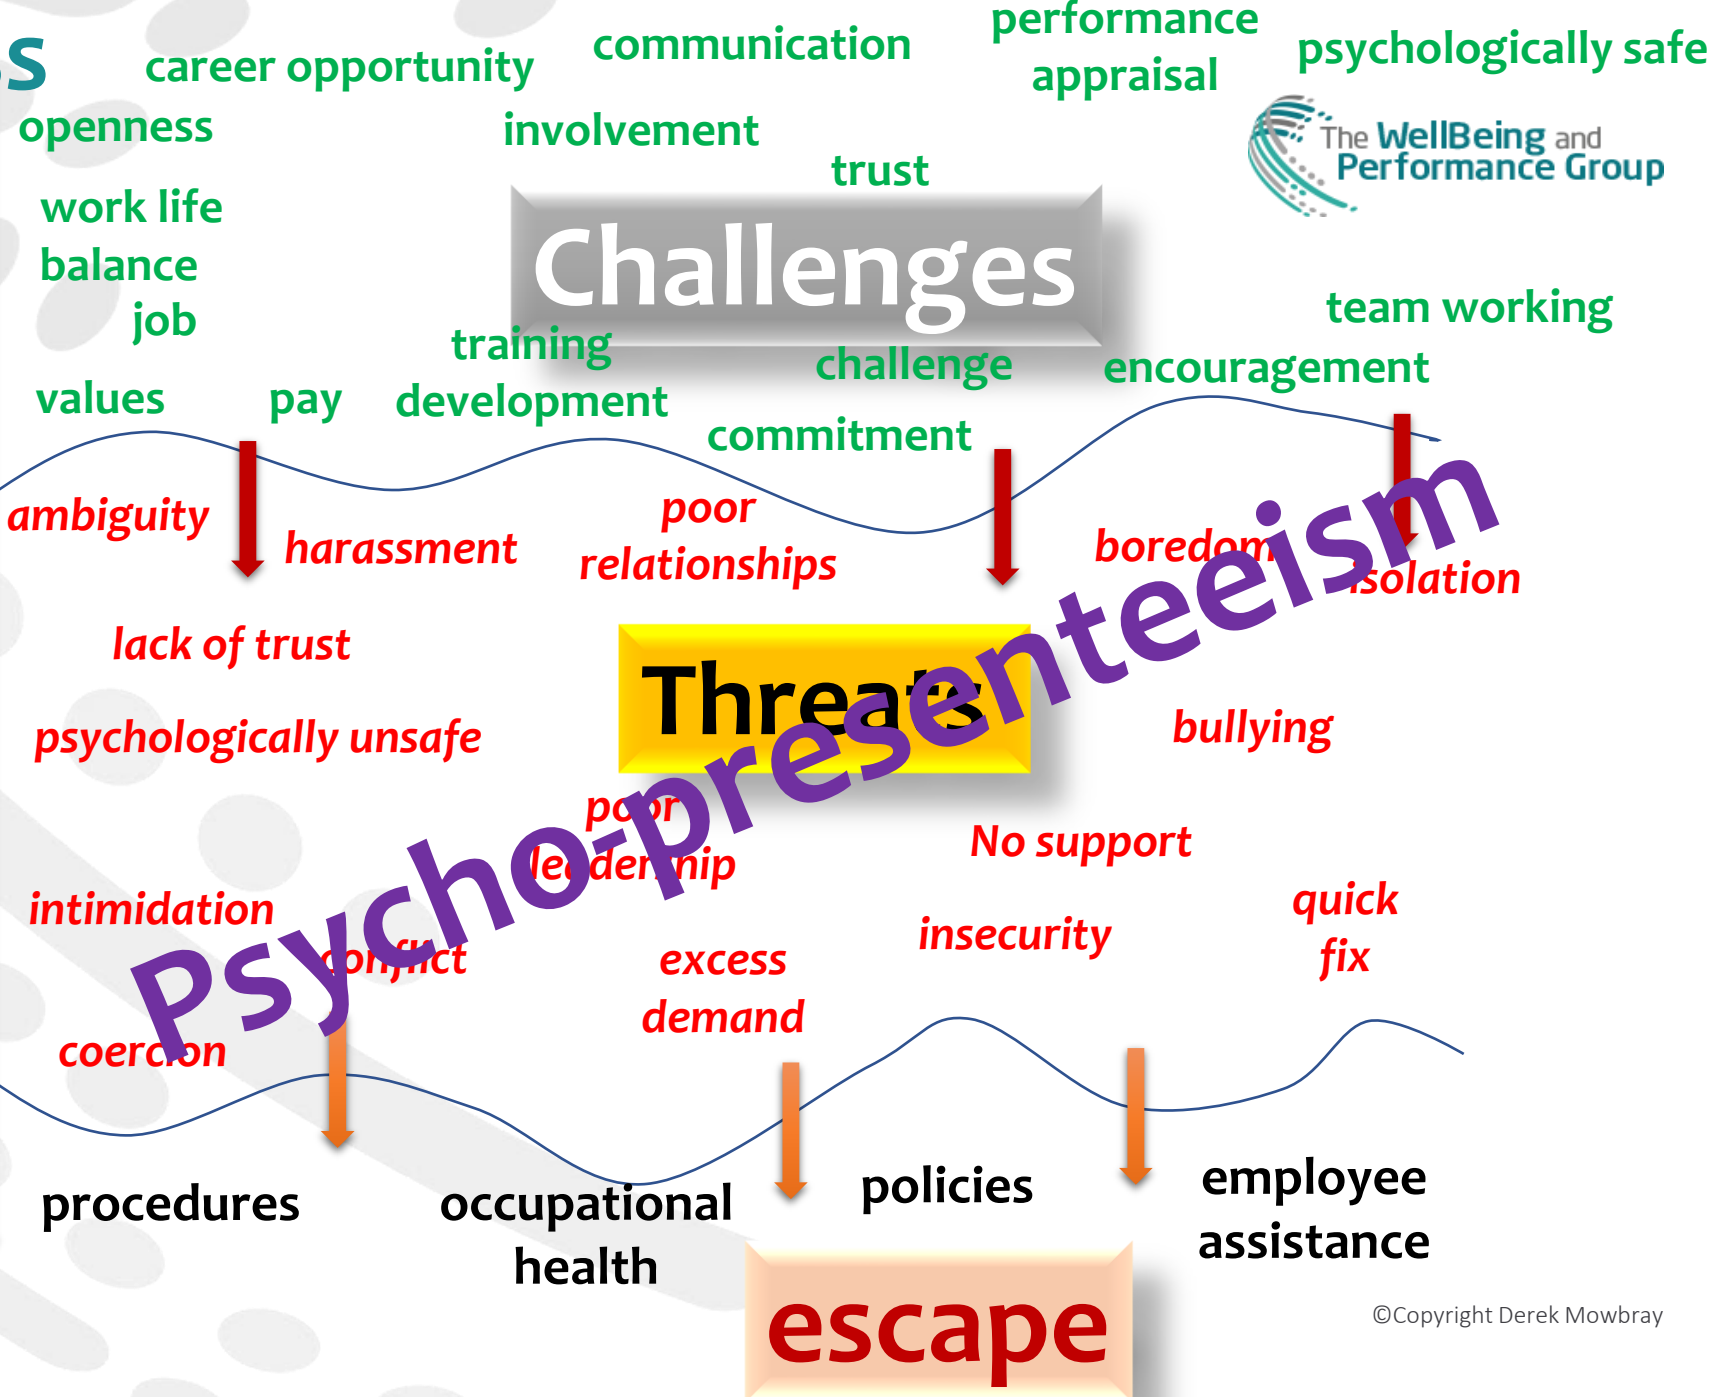 performance
communication
psychologically safe
career opportunity
appraisal
openness
involvement
The WellBeing and
Performance Group
trust
work life
balance
Challenges
job
team working
training
challenge
encouragement
values
pay
development
commitment
ambiguity
poor
harassment
relationships
boredom
isolation
lack of trust
Threats
psychologically unsafe
bullying
Psycho-presenteeism
poor
leadership
No support
intimidation
quick
fix
insecurity
conflict
excess
demand
coercion
procedures
occupational
health
policies
employee
assistance
escape
©Copyright Derek Mowbray